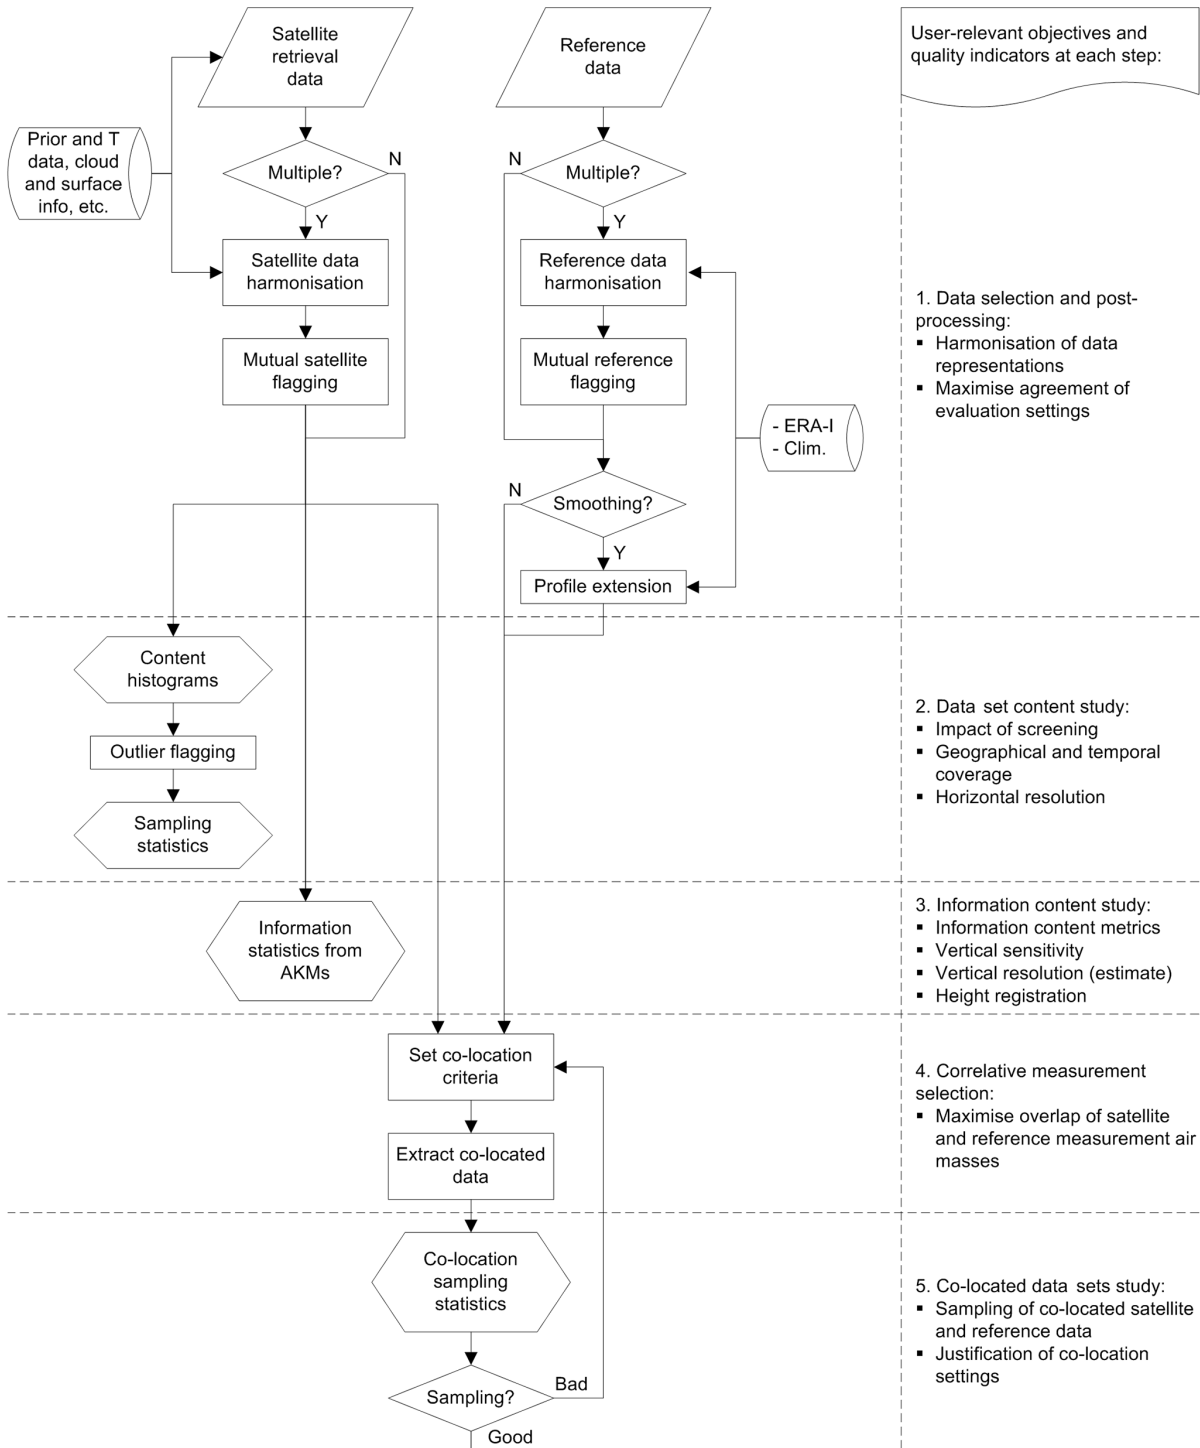 Satellite
retrieval
data
Reference
data
User-relevant objectives and
quality indicators at each step:
Prior and T
data, cloud
and surface
info, etc.
Multiple?
N
Y
N
Multiple?
Y
Satellite data
harmonisation
Reference data
harmonisation
Mutual satellite
flagging
Mutual reference
flagging
- ERA-I
- Clim.
N
Smoothing?
Y
Profile extension
1. Data selection and post-
processing:
▪ Harmonisation of data
representations
▪ Maximise agreement of
evaluation settings
Content
histograms
Outlier flagging
Sampling
statistics
2. Data set content study:
▪ Impact of screening
▪ Geographical and temporal
coverage
▪ Horizontal resolution
Information
statistics from
AKMs
3. Information content study:
▪ Information content metrics
▪ Vertical sensitivity
▪ Vertical resolution (estimate)
▪ Height registration
Set co-location
criteria
Extract co-located
data
4. Correlative measurement
selection:
▪ Maximise overlap of satellite
and reference measurement air
masses
Co-location
sampling
statistics
Sampling?
Bad
Good
5. Co-located data sets study:
▪ Sampling of co-located satellite
and reference data
▪ Justification of co-location
settings